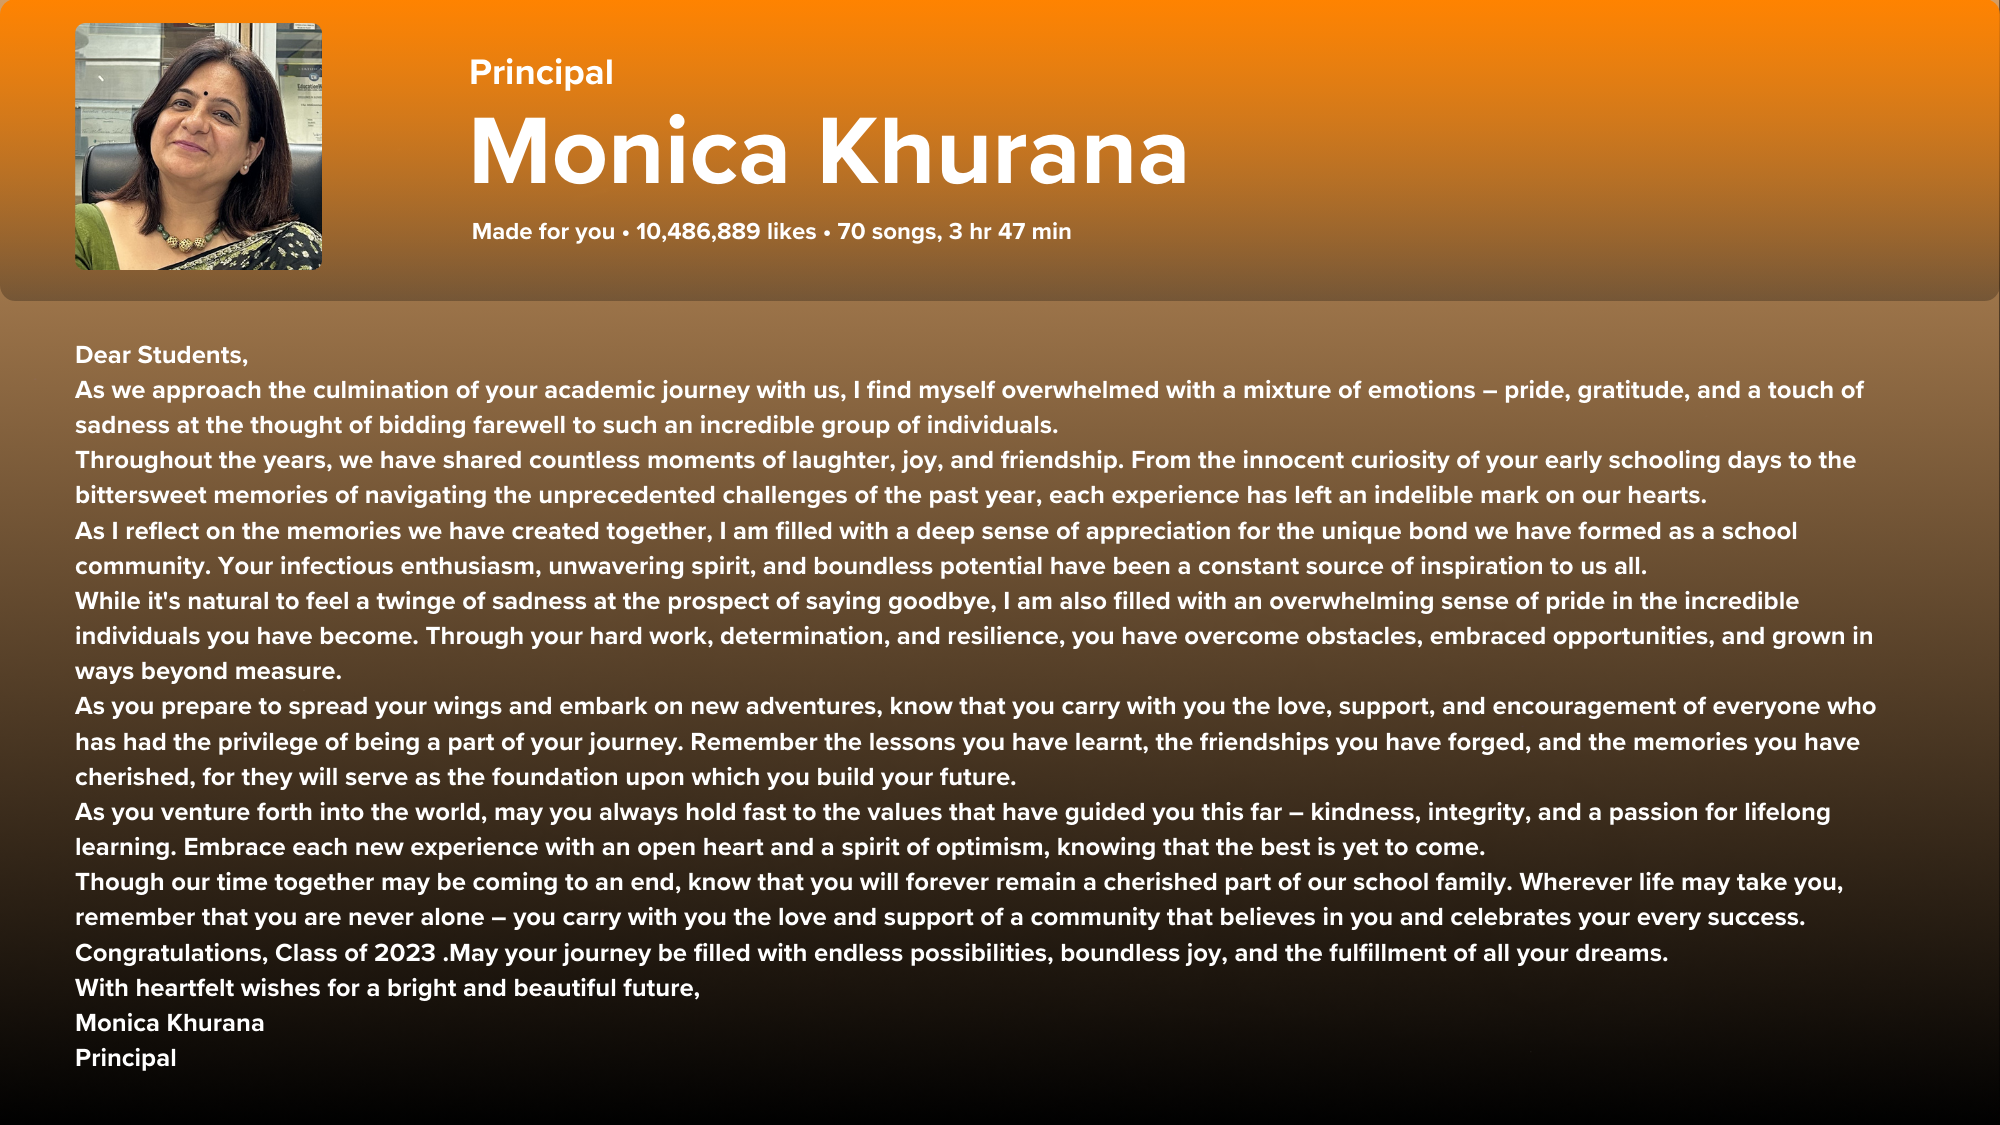 Principal
Monica Khurana
Made for you • 10,486,889 likes • 70 songs, 3 hr 47 min
Dear Students,
As we approach the culmination of your academic journey with us, I find myself overwhelmed with a mixture of emotions – pride, gratitude, and a touch of
sadness at the thought of bidding farewell to such an incredible group of individuals.
Throughout the years, we have shared countless moments of laughter, joy, and friendship. From the innocent curiosity of your early schooling days to the
bittersweet memories of navigating the unprecedented challenges of the past year, each experience has left an indelible mark on our hearts.
As I reflect on the memories we have created together, I am filled with a deep sense of appreciation for the unique bond we have formed as a school
community. Your infectious enthusiasm, unwavering spirit, and boundless potential have been a constant source of inspiration to us all.
While it's natural to feel a twinge of sadness at the prospect of saying goodbye, I am also filled with an overwhelming sense of pride in the incredible
individuals you have become. Through your hard work, determination, and resilience, you have overcome obstacles, embraced opportunities, and grown in
ways beyond measure.
As you prepare to spread your wings and embark on new adventures, know that you carry with you the love, support, and encouragement of everyone who
has had the privilege of being a part of your journey. Remember the lessons you have learnt, the friendships you have forged, and the memories you have
cherished, for they will serve as the foundation upon which you build your future.
As you venture forth into the world, may you always hold fast to the values that have guided you this far – kindness, integrity, and a passion for lifelong
learning. Embrace each new experience with an open heart and a spirit of optimism, knowing that the best is yet to come.
Though our time together may be coming to an end, know that you will forever remain a cherished part of our school family. Wherever life may take you,
remember that you are never alone – you carry with you the love and support of a community that believes in you and celebrates your every success.
Congratulations, Class of 2023 .May your journey be filled with endless possibilities, boundless joy, and the fulfillment of all your dreams.
With heartfelt wishes for a bright and beautiful future,
Monica Khurana
Principal